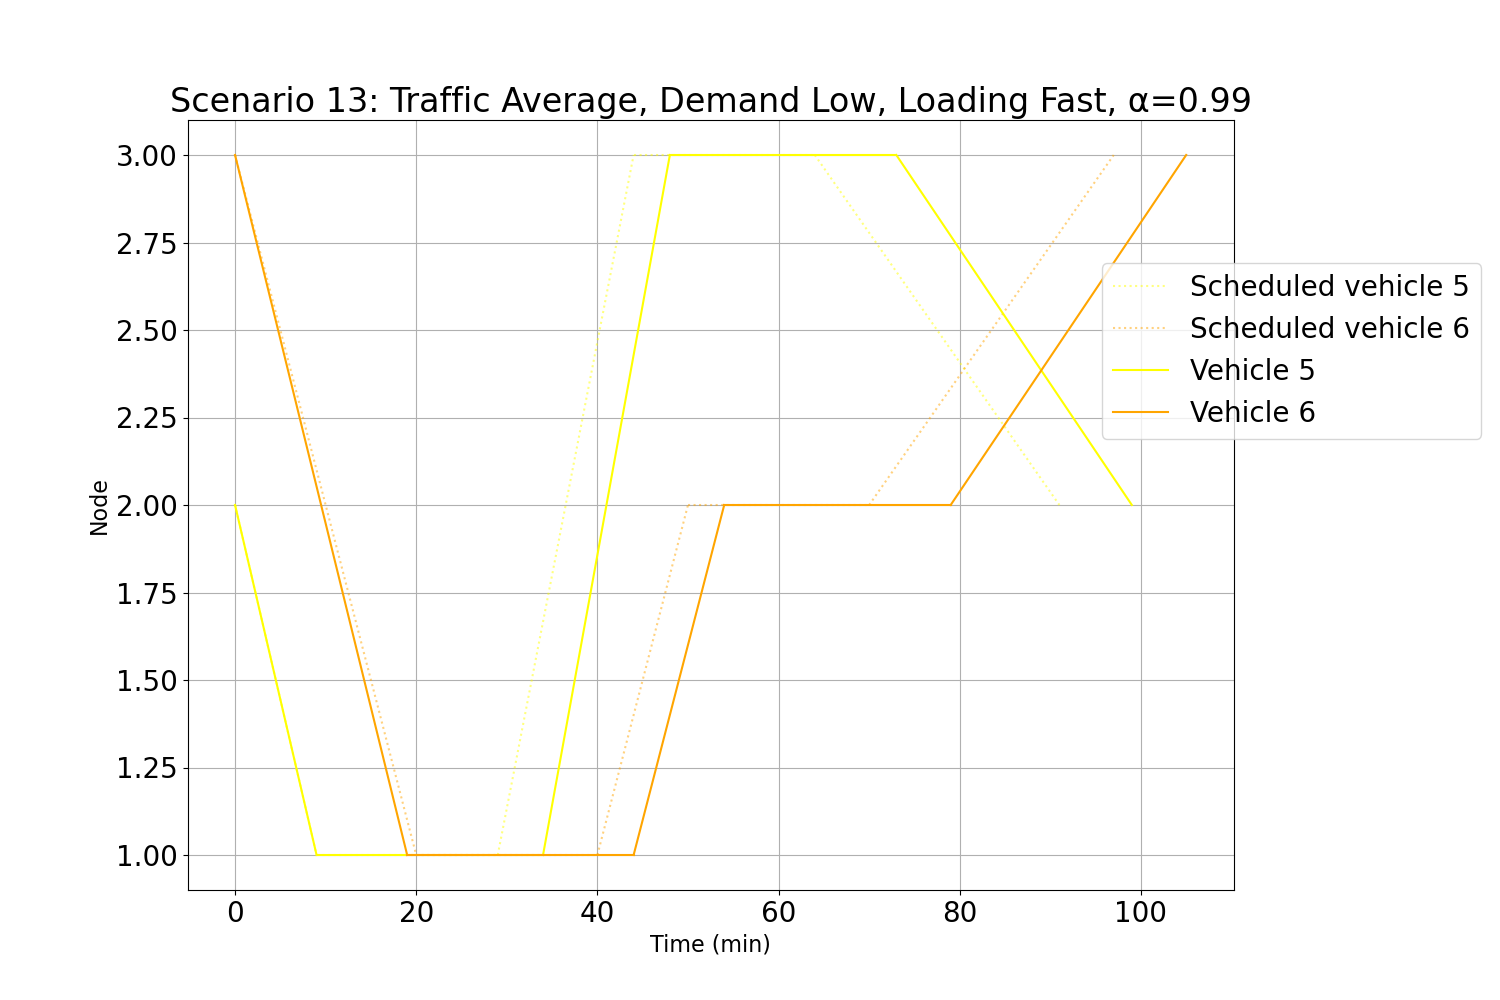 Scenario 13: Traffic Average, Demand Low, Loading Fast, α=0.99
3.00
2.75
2.50
2.25
2.00
1.75
1.50
1.25
1.00
Node
0 20 40 60 80 100
Time (min)
Scheduled vehicle 5
Scheduled vehicle 6
Vehicle 5
Vehicle 6